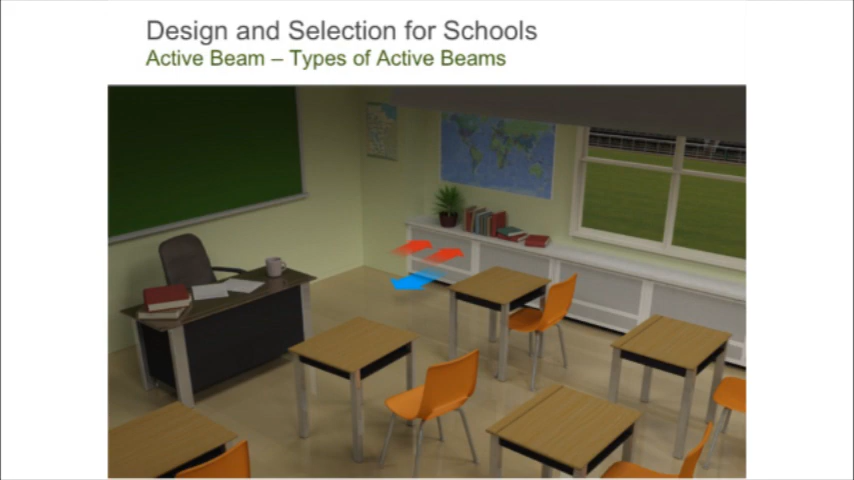 Design and Selection for Schools
Active Beam – Types of Active Beams